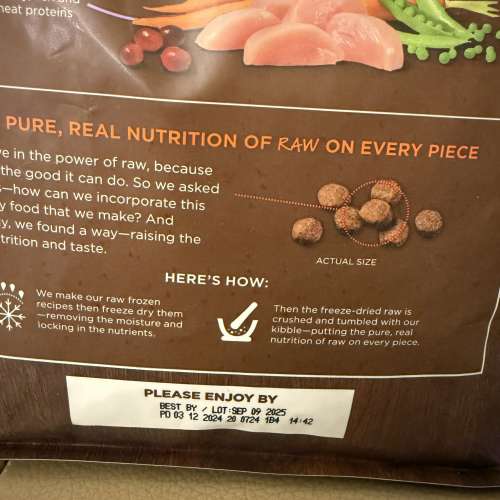 eat proteins
PURE, REAL NUTRITION OF RAW ON EVERY PIECE
in the power of raw, because
the good it can do. So we asked
—how can we incorporate this
food that we make? And
we found a way—raising the
trition and taste.
ACTUAL SIZE
HERE'S HOW:
We make our raw frozen
recipes then freeze dry them
—removing the moisture and
locking in the nutrients.
Then the freeze-dried raw is
crushed and tumbled with our
kibble—putting the pure, real
nutrition of raw on every piece.
PLEASE ENJOY BY
BEST BY / LOT:SEP 09 2025
PD 03 12 2024 20 0724 1B4 14:42